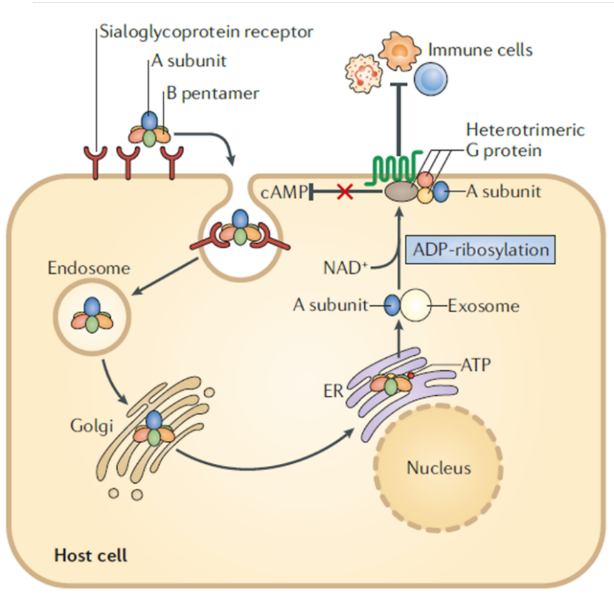 Sialoglycoprotein receptor
A subunit
B pentamer
Immune cells
Heterotrimeric
G protein
cAMP
A subunit
ADP-ribosylation
NAD⁺
Endosome
A subunit
Exosome
ATP
ER
Golgi
Nucleus
Host cell